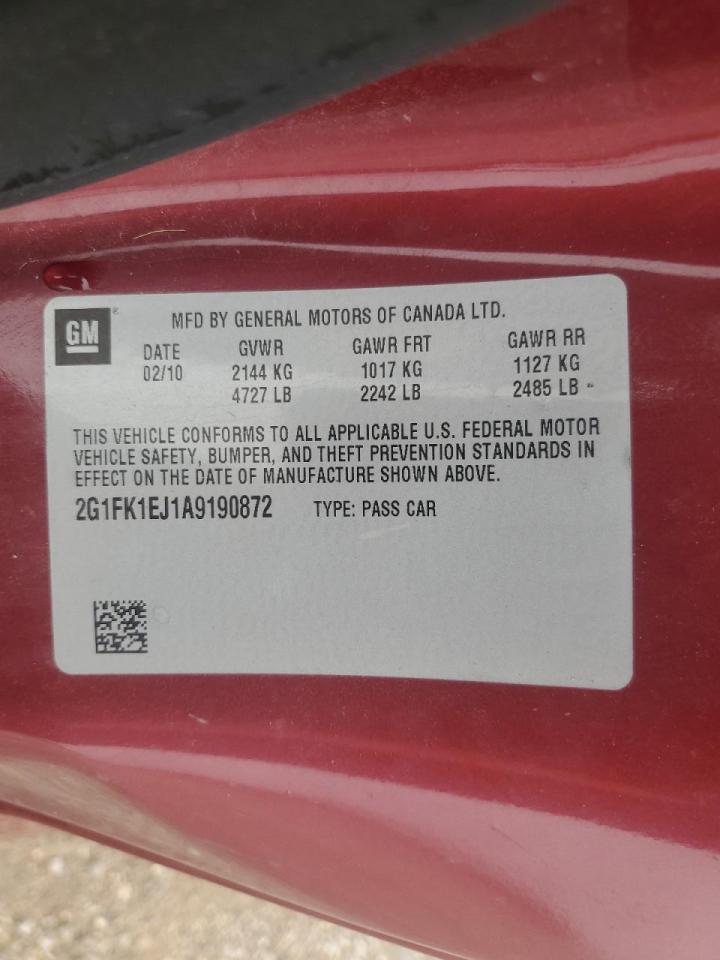 GM ® MFD BY GENERAL MOTORS OF CANADA LTD.
DATE GVWR GAWR FRT GAWR RR
02/10 2144 KG 1017 KG 1127 KG
4727 LB 2242 LB 2485 LB
THIS VEHICLE CONFORMS TO ALL APPLICABLE U.S. FEDERAL MOTOR
VEHICLE SAFETY, BUMPER, AND THEFT PREVENTION STANDARDS IN
EFFECT ON THE DATE OF MANUFACTURE SHOWN ABOVE.
2G1FK1EJ1A9190872 TYPE: PASS CAR